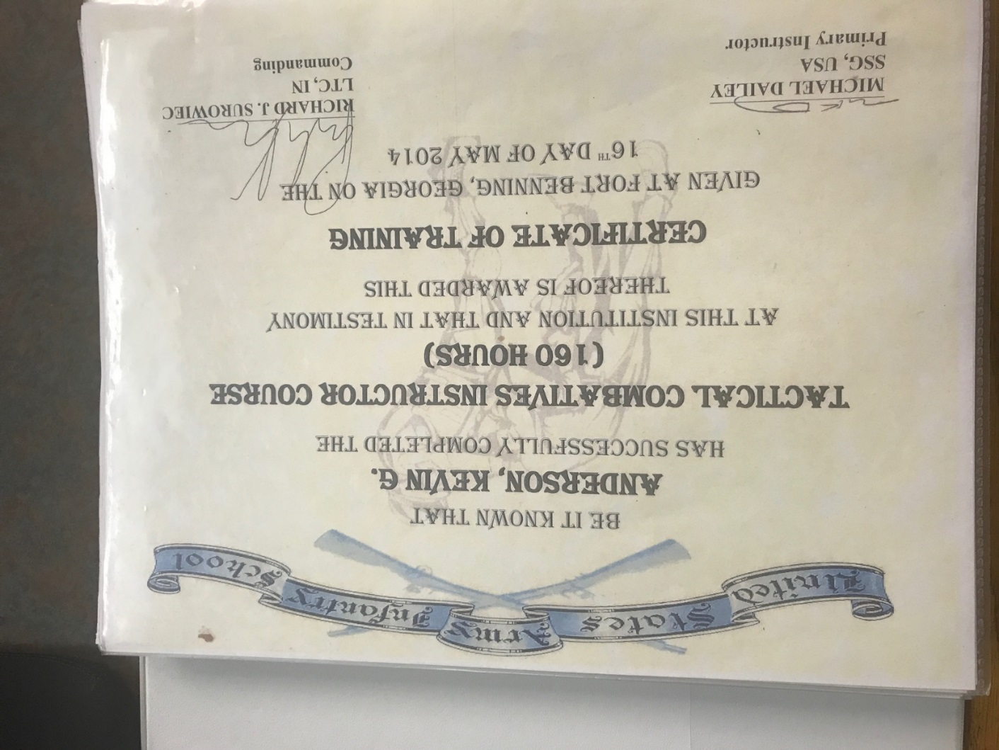 United States Army Infantry School
BE IT KNOWN THAT
ANDERSON, KEVIN G.
HAS SUCCESSFULLY COMPLETED THE
TACTICAL COMBATIVES INSTRUCTOR COURSE
(160 HOURS)
AT THIS INSTITUTION AND THAT IN TESTIMONY
THEREOF IS AWARDED THIS
CERTIFICATE OF TRAINING
GIVEN AT FORT BENNING, GEORGIA ON THE
16TH DAY OF MAY 2014
MICHAEL DAILEY
SSG, USA
Primary Instructor
RICHARD J. SUROWIEC
LTC, IN
Commanding